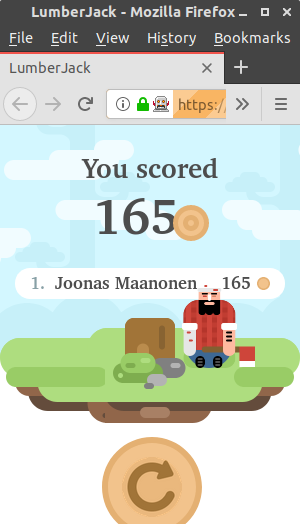 LumberJack - Mozilla Firefox
File Edit View History Bookmarks
LumberJack
https:/
You scored
165
1. Joonas Maanonen 165